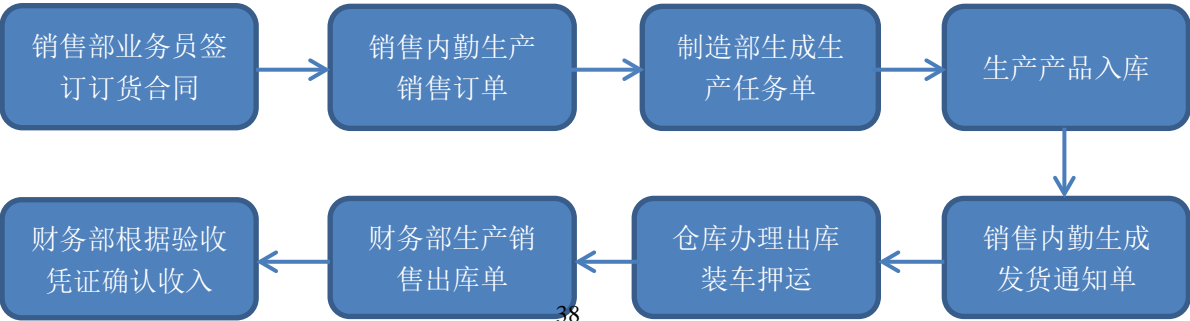 销售部业务员签
订订货合同
销售内勤生产
销售订单
制造部生成生
产任务单
生产产品入库
销售内勤生成
发货通知单
仓库办理出库
装车押运
财务部生产销
售出库单
财务部根据验收
凭证确认收入
38